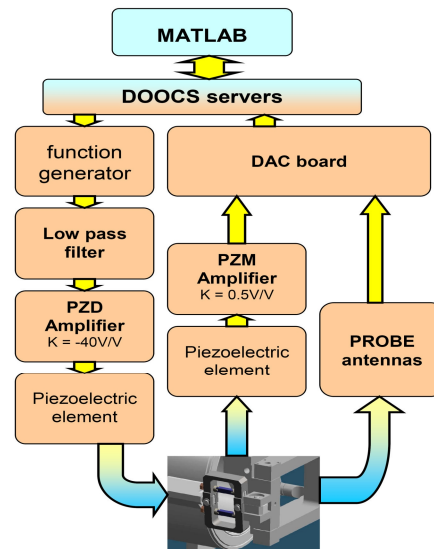 MATLAB
DOOCS servers
function
generator
Low pass
filter
PZD
Amplifier
K = -40V/V
Piezoelectric
element
DAC board
PZM
Amplifier
K = 0.5V/V
Piezoelectric
element
PROBE
antennas